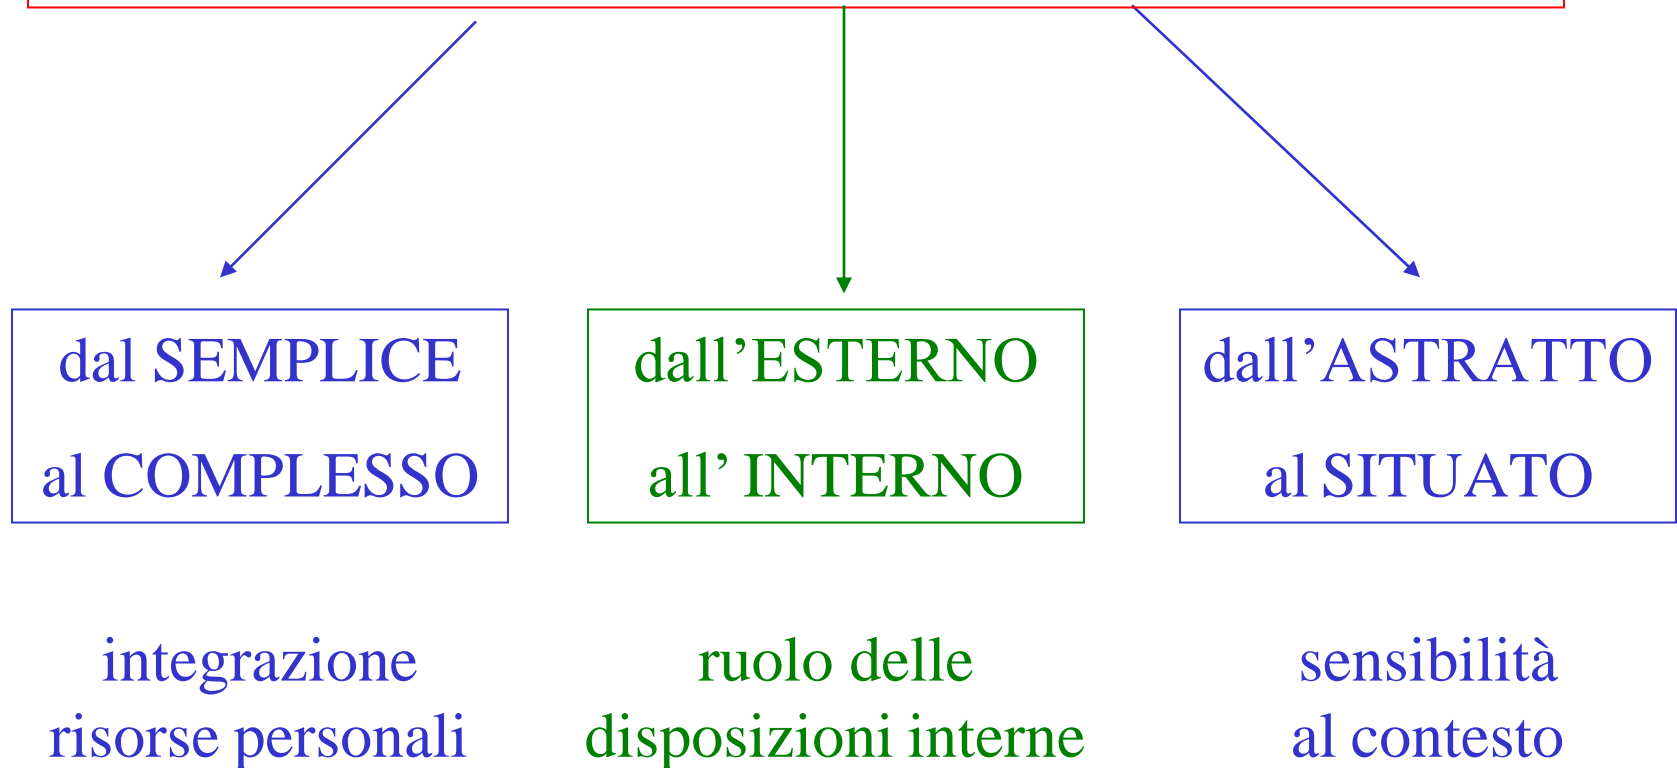 dal SEMPLICE
al COMPLESSO
dall’ESTERNO
all’ INTERNO
dall’ASTRATTO
al SITUATO
integrazione
risorse personali
ruolo delle
disposizioni interne
sensibilità
al contesto